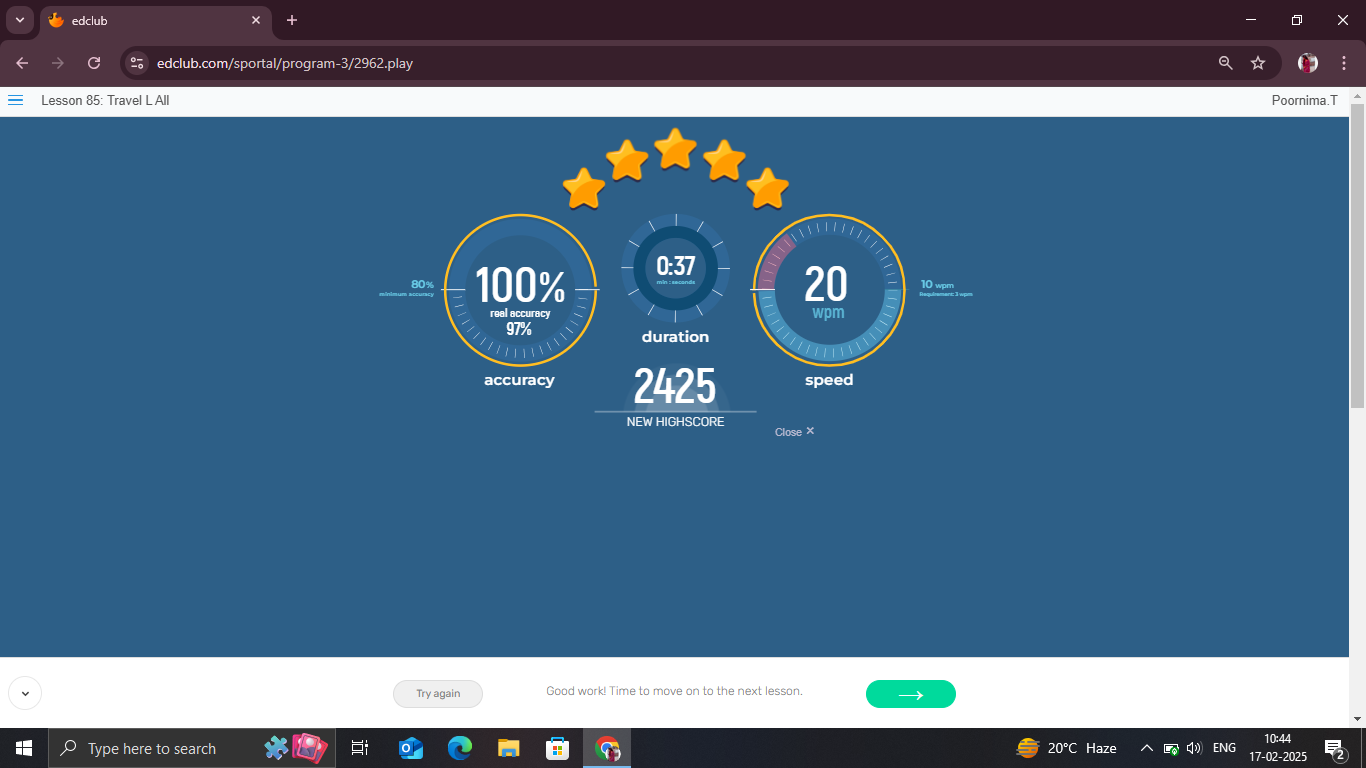 edclub
edclub.com/sportal/program-3/2962.play
Lesson 85: Travel L All
Poornima.T
80%
minimum accuracy
100%
real accuracy
97%
accuracy
0:37
min : seconds
duration
20
wpm
speed
10 wpm
Requirement: 3 wpm
2425
NEW HIGHSCORE
Close ×
Try again
Good work! Time to move on to the next lesson.
Type here to search
20°C Haze
ENG
10:44
17-02-2025
2